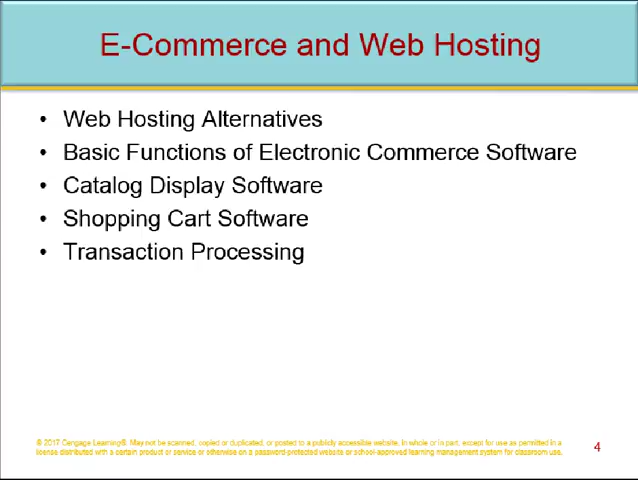 E-Commerce and Web Hosting
• Web Hosting Alternatives
• Basic Functions of Electronic Commerce Software
• Catalog Display Software
• Shopping Cart Software
• Transaction Processing
© 2017 Cengage Learning®. May not be scanned, copied or duplicated, or posted to a publicly accessible website, in whole or in part, except for use as permitted in a
license distributed with a certain product or service or otherwise on a password-protected website or school-approved learning management system for classroom use.
4